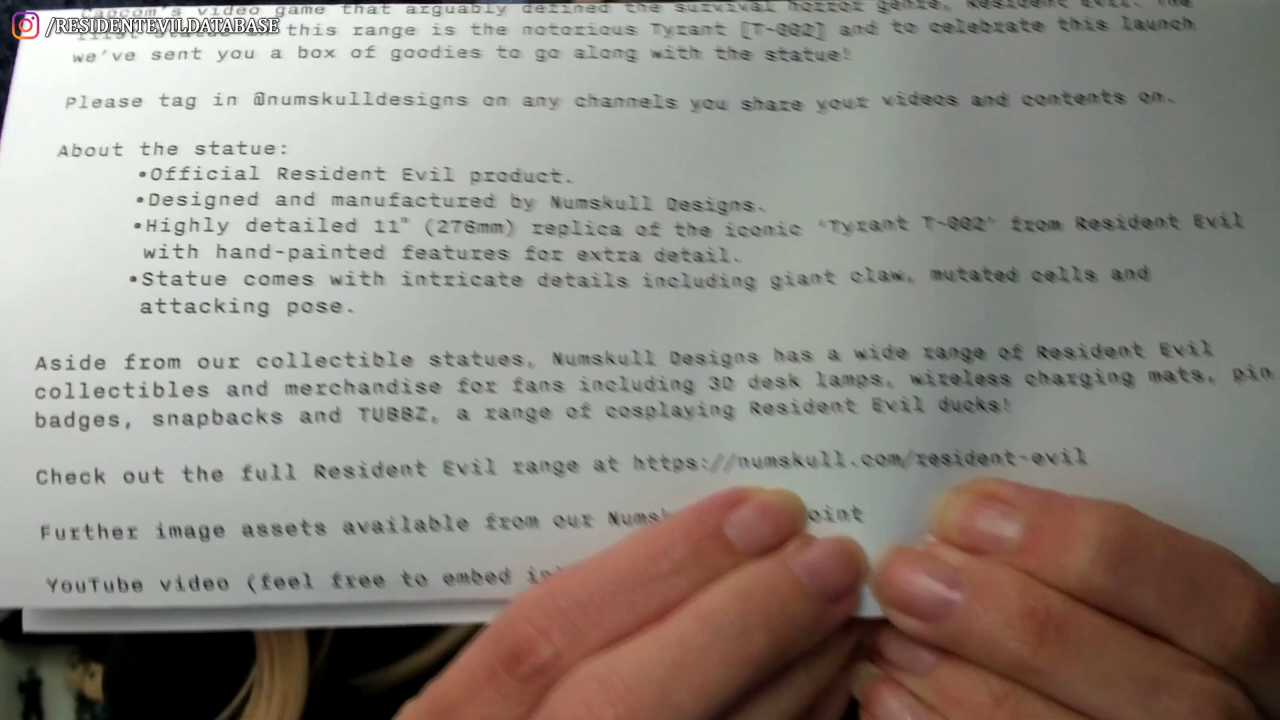 /RESIDENTEVILDATABASE
Capcom's video game that arguably defined the survival horror genre, Resident Evil. The
first statue in this range is the notorious Tyrant [T-002] and to celebrate this launch
we've sent you a box of goodies to go along with the statue!
Please tag in @numskulldesigns on any channels you share your videos and contents on.
About the statue:
•Official Resident Evil product.
•Designed and manufactured by Numskull Designs.
•Highly detailed 11" (276mm) replica of the iconic 'Tyrant T-002' from Resident Evil
with hand-painted features for extra detail.
•Statue comes with intricate details including giant claw, mutated cells and
attacking pose.
Aside from our collectible statues, Numskull Designs has a wide range of Resident Evil
collectibles and merchandise for fans including 3D desk lamps, wireless charging mats, pin
badges, snapbacks and TUBBZ, a range of cosplaying Resident Evil ducks!
Check out the full Resident Evil range at https://numskull.com/resident-evil
Further image assets available from our Nums oint
YouTube video (feel free to embed in